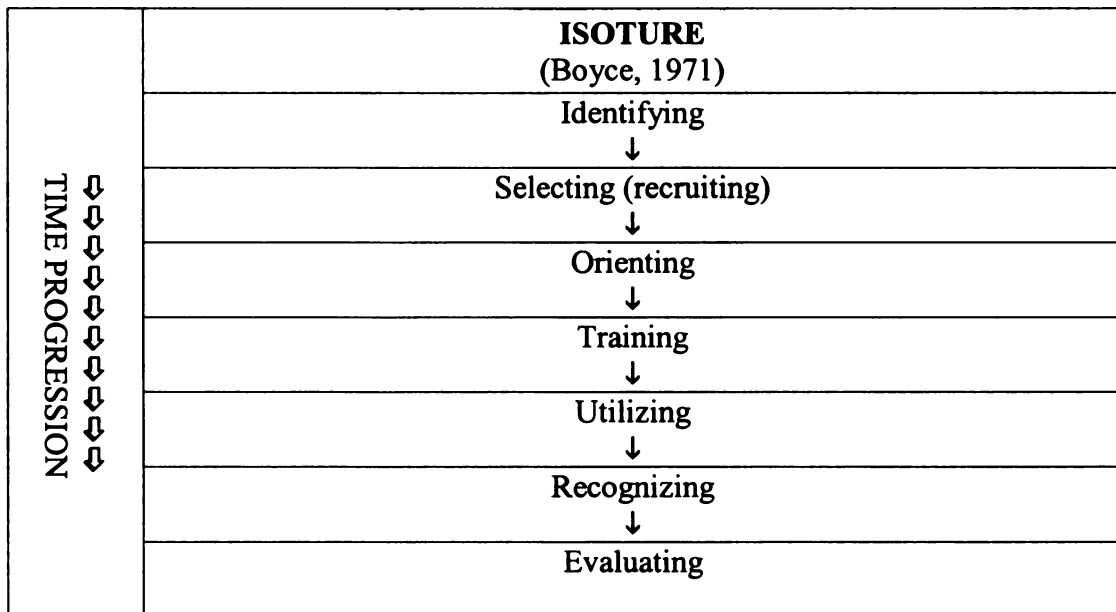 ISOTURE
(Boyce, 1971)
TIME PROGRESSION
⇩⇩⇩⇩⇩⇩⇩⇩⇩⇩
Identifying
↓
Selecting (recruiting)
↓
Orienting
↓
Training
↓
Utilizing
↓
Recognizing
↓
Evaluating